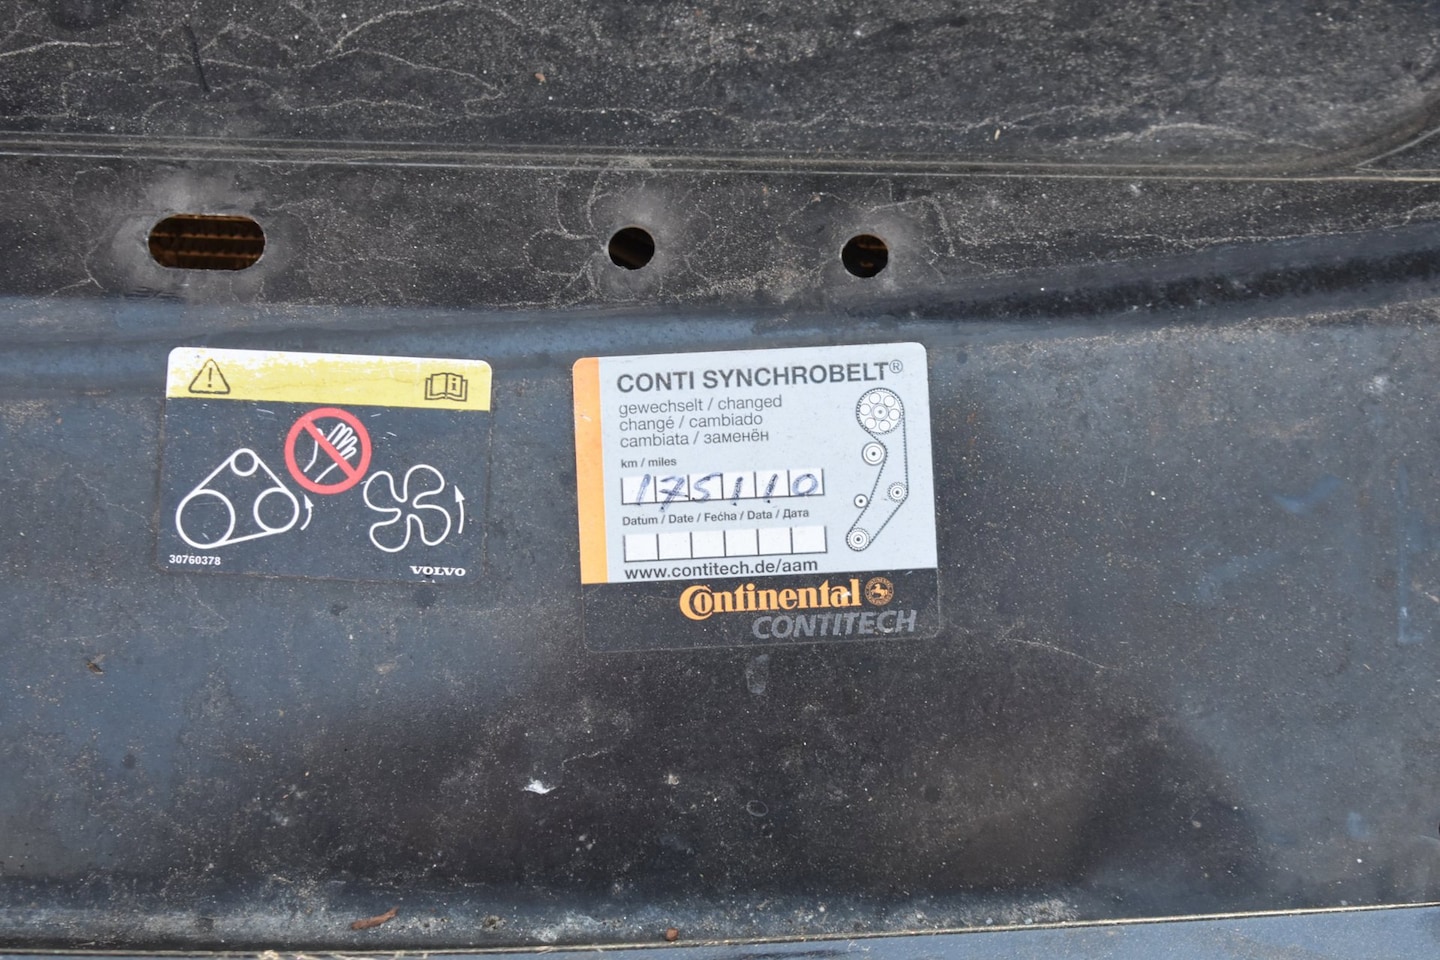 30760378
VOLVO
CONTI SYNCHROBELT®
gewechselt / changed
changé / cambiado
cambiata / заменён
km / miles
175110
Datum / Date / Fećha / Data / Дата
www.contitech.de/aam
Continental
CONTITECH